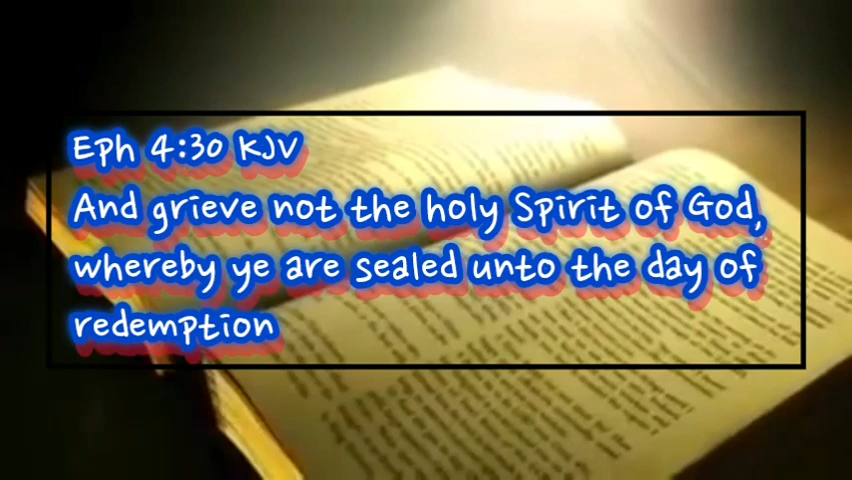 Eph 4:30 KJV
And grieve not the holy Spirit of God,
whereby ye are sealed unto the day of
redemption